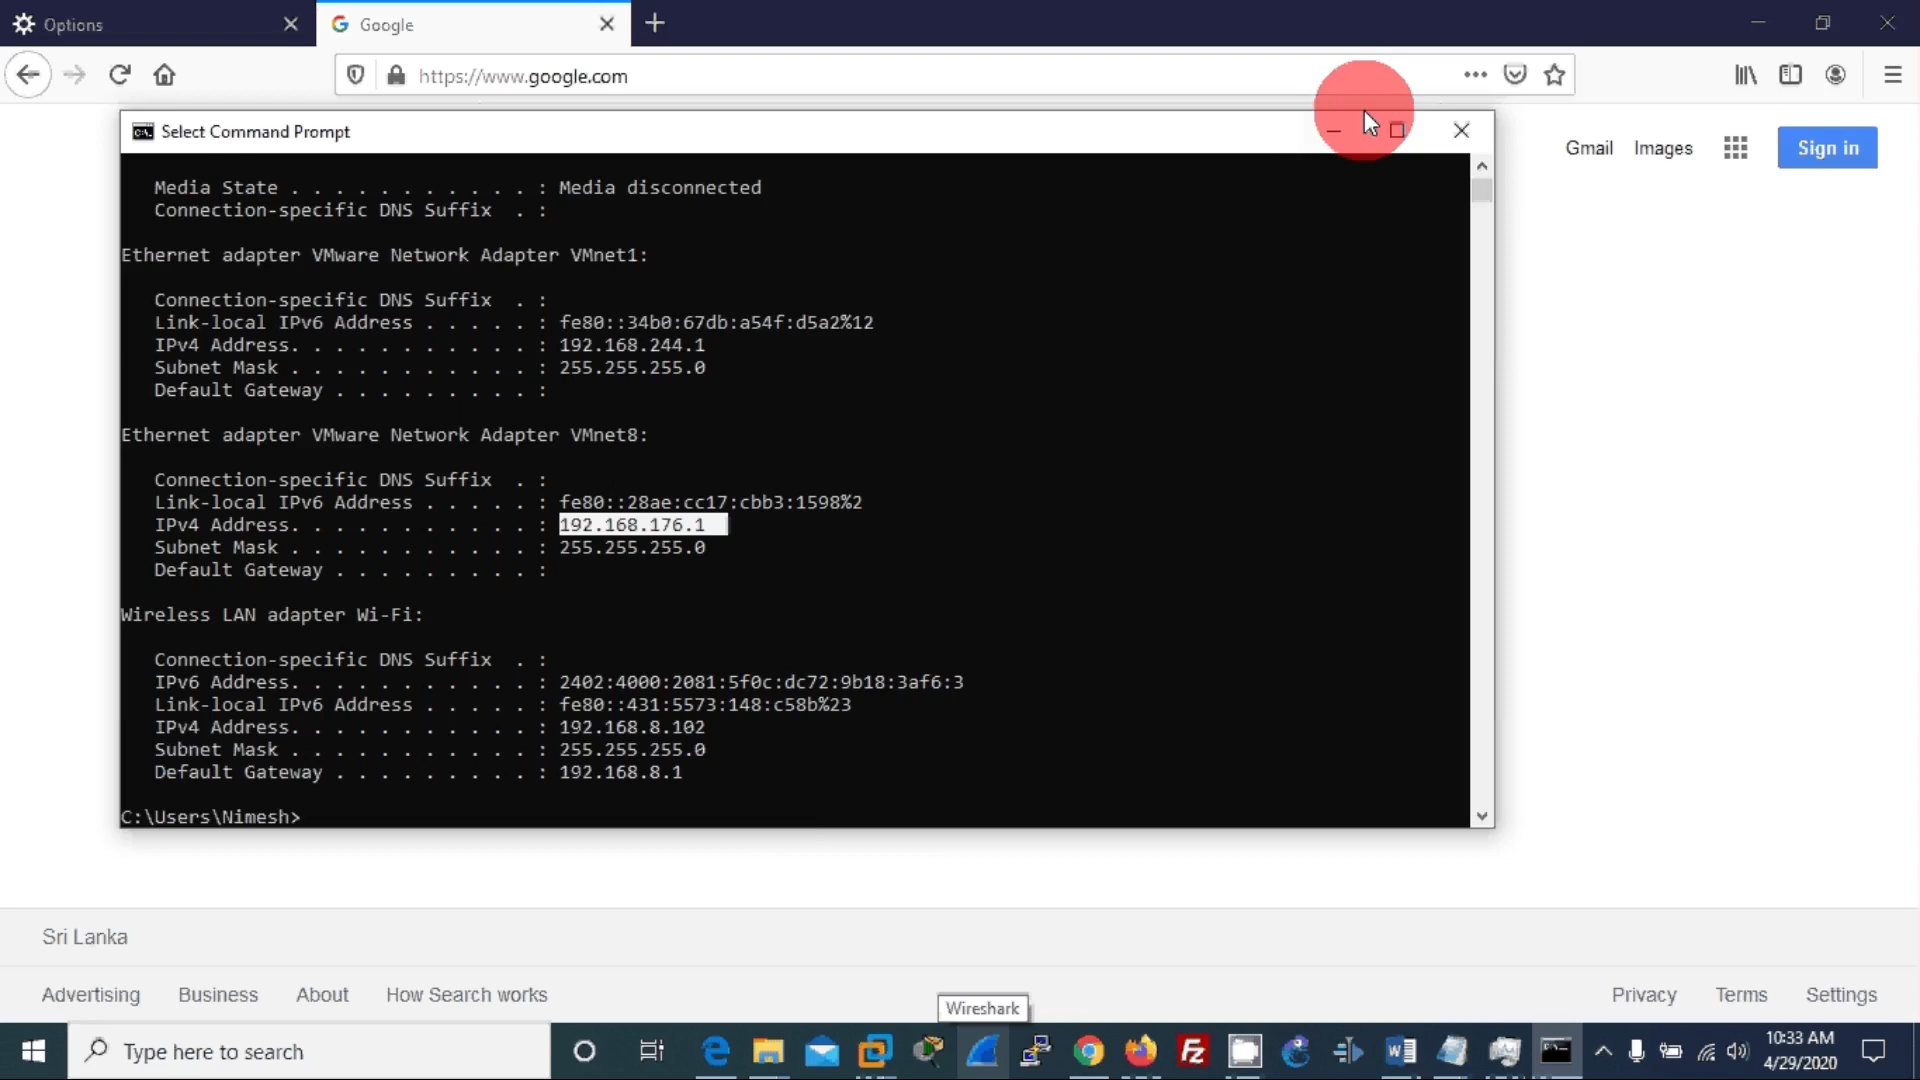 Options
Google
https://www.google.com
Select Command Prompt
Gmail Images Sign in
Media State . . . . . . . . . . . : Media disconnected
Connection-specific DNS Suffix . :
Ethernet adapter VMware Network Adapter VMnet1:
Connection-specific DNS Suffix . :
Link-local IPv6 Address . . . . . : fe80::34b0:67db:a54f:d5a2%12
IPv4 Address. . . . . . . . . . . : 192.168.244.1
Subnet Mask . . . . . . . . . . . : 255.255.255.0
Default Gateway . . . . . . . . . :
Ethernet adapter VMware Network Adapter VMnet8:
Connection-specific DNS Suffix . :
Link-local IPv6 Address . . . . . : fe80::28ae:cc17:cbb3:1598%2
IPv4 Address. . . . . . . . . . . : 192.168.176.1
Subnet Mask . . . . . . . . . . . : 255.255.255.0
Default Gateway . . . . . . . . . :
Wireless LAN adapter Wi-Fi:
Connection-specific DNS Suffix . :
IPv6 Address. . . . . . . . . . . : 2402:4000:2081:5f0c:dc72:9b18:3af6:3
Link-local IPv6 Address . . . . . : fe80::431:5573:148:c58b%23
IPv4 Address. . . . . . . . . . . : 192.168.8.102
Subnet Mask . . . . . . . . . . . : 255.255.255.0
Default Gateway . . . . . . . . . : 192.168.8.1
C:\Users\Nimesh>
Sri Lanka
Advertising Business About How Search works Privacy Terms Settings
Wireshark
Type here to search
10:33 AM
4/29/2020